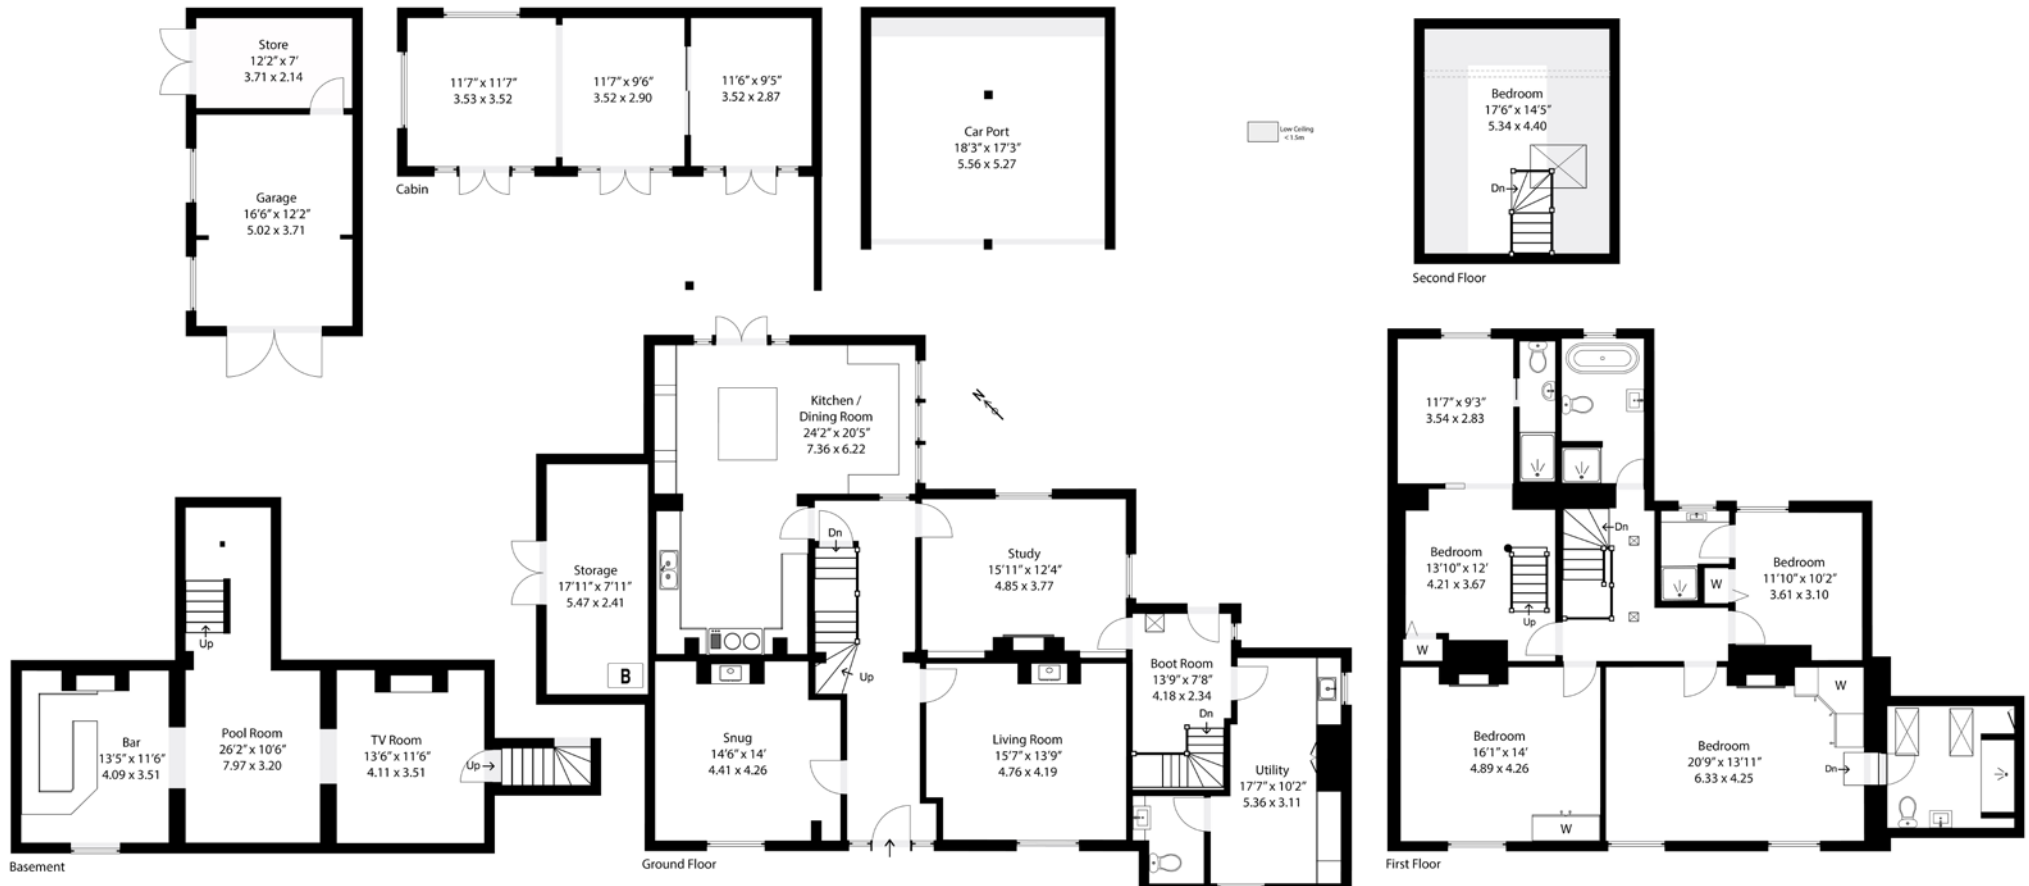 Store
12'2" x 7'
3.71 x 2.14
Garage
16'6" x 12'2"
5.02 x 3.71
11'7" x 11'7"
3.53 x 3.52
11'7" x 9'6"
3.52 x 2.90
11'6" x 9'5"
3.52 x 2.87
Cabin
Car Port
18'3" x 17'3"
5.56 x 5.27
Low Ceiling
< 1.5m
Bedroom
17'6" x 14'5"
5.34 x 4.40
Dn
Second Floor
Up
Bar
13'5" x 11'6"
4.09 x 3.51
Pool Room
26'2" x 10'6"
7.97 x 3.20
TV Room
13'6" x 11'6"
4.11 x 3.51
Up
Basement
Kitchen /
Dining Room
24'2" x 20'5"
7.36 x 6.22
N
Storage
17'11" x 7'11"
5.47 x 2.41
B
Dn
Up
Study
15'11" x 12'4"
4.85 x 3.77
Boot Room
13'9" x 7'8"
4.18 x 2.34
Dn
Snug
14'6" x 14'
4.41 x 4.26
Living Room
15'7" x 13'9"
4.76 x 4.19
Utility
17'7" x 10'2"
5.36 x 3.11
Ground Floor
11'7" x 9'3"
3.54 x 2.83
Bedroom
13'10" x 12'
4.21 x 3.67
Up
W
Dn
W
Bedroom
11'10" x 10'2"
3.61 x 3.10
Bedroom
16'1" x 14'
4.89 x 4.26
W
Bedroom
20'9" x 13'11"
6.33 x 4.25
W
Dn
First Floor